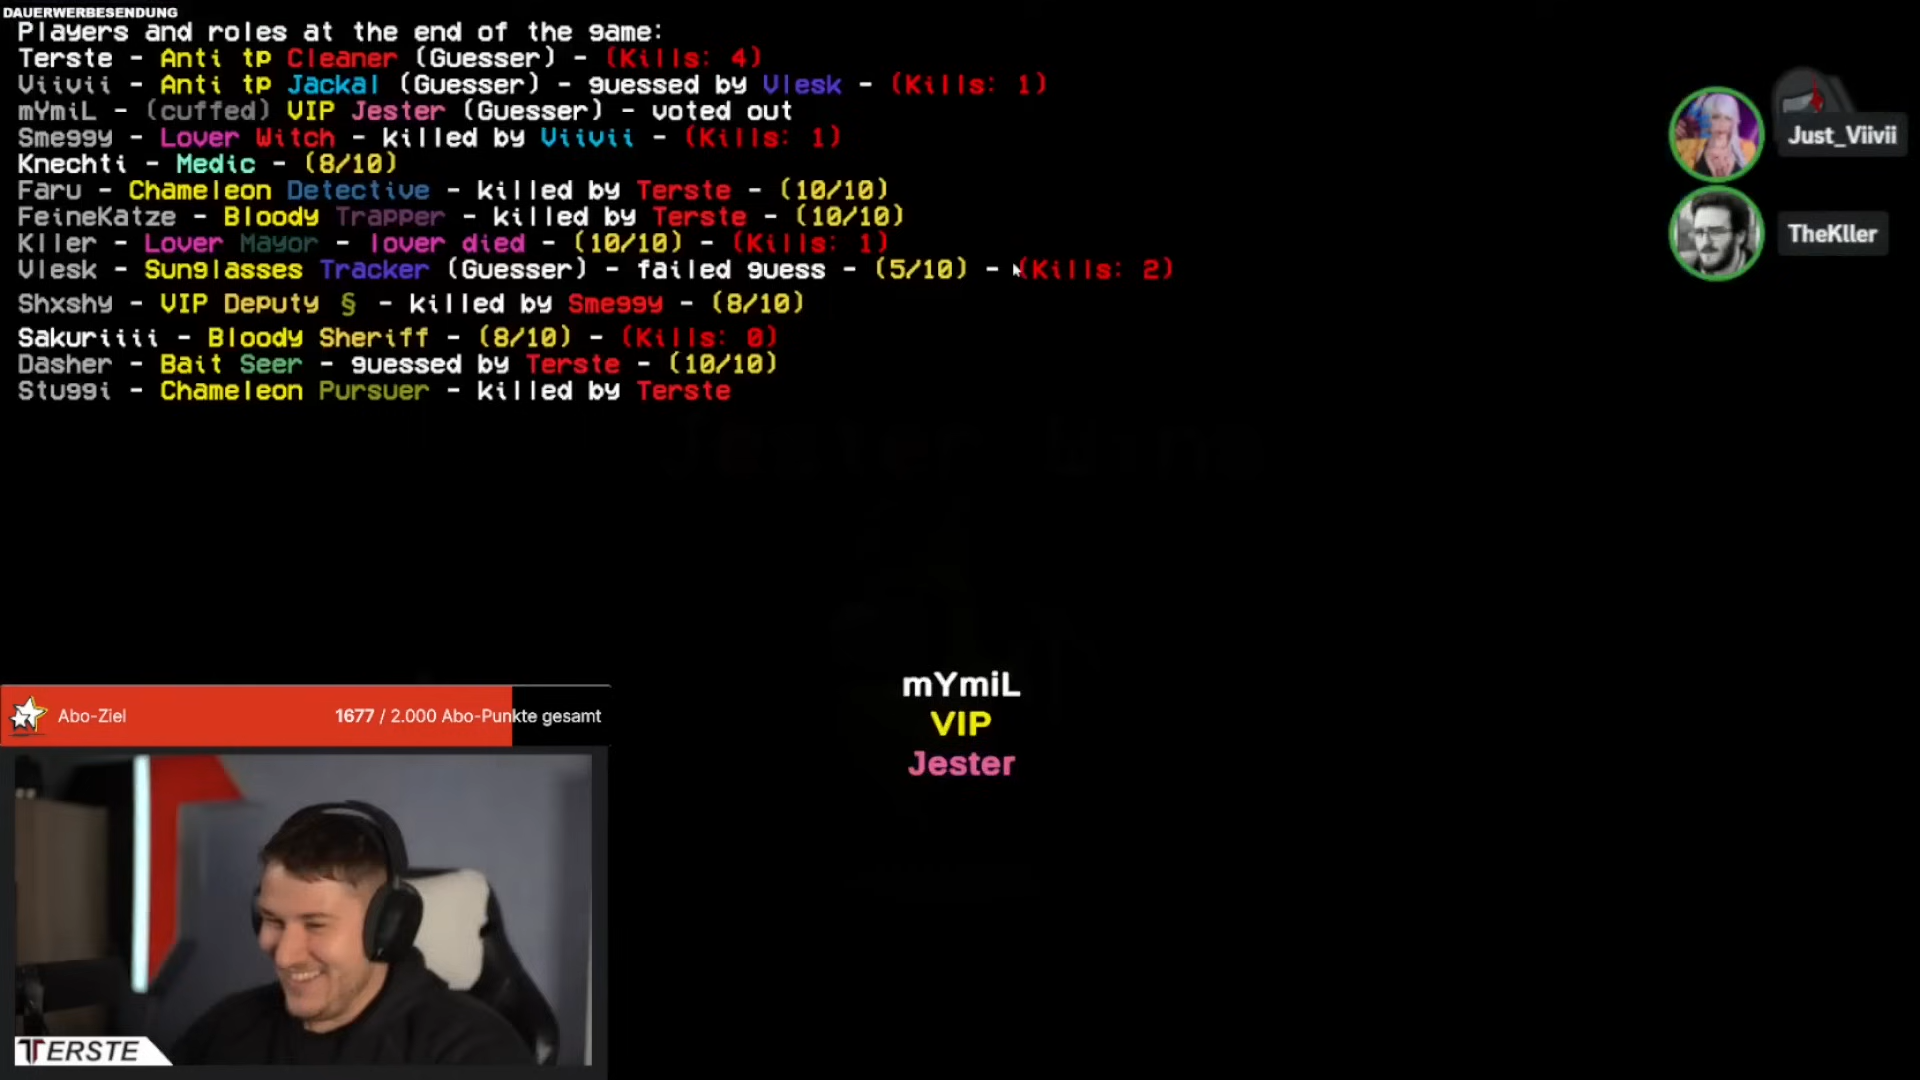 DAUERWERBESENDUNG
Players and roles at the end of the game:
Terste - Anti tp Cleaner (Guesser) - (Kills: 4)
Viivii - Anti tp Jackal (Guesser) - guessed by Vlesk - (Kills: 1)
mYmiL - (cuffed) VIP Jester (Guesser) - voted out
Smeggy - Lover Witch - killed by Viivii - (Kills: 1)
Knechti - Medic - (8/10)
Faru - Chameleon Detective - killed by Terste - (10/10)
FeineKatze - Bloody Trapper - killed by Terste - (10/10)
Kller - Lover Mayor - lover died - (10/10) - (Kills: 1)
Vlesk - Sunglasses Tracker (Guesser) - failed guess - (5/10) - (Kills: 2)
Shxshy - VIP Deputy § - killed by Smeggy - (8/10)
Sakuriiii - Bloody Sheriff - (8/10) - (Kills: 0)
Dasher - Bait Seer - guessed by Terste - (10/10)
Stuggi - Chameleon Pursuer - killed by Terste
Just_Viivii
TheKller
Jester Wins
mYmiL
VIP
Jester
Abo-Ziel 1677 / 2.000 Abo-Punkte gesamt
TERSTE